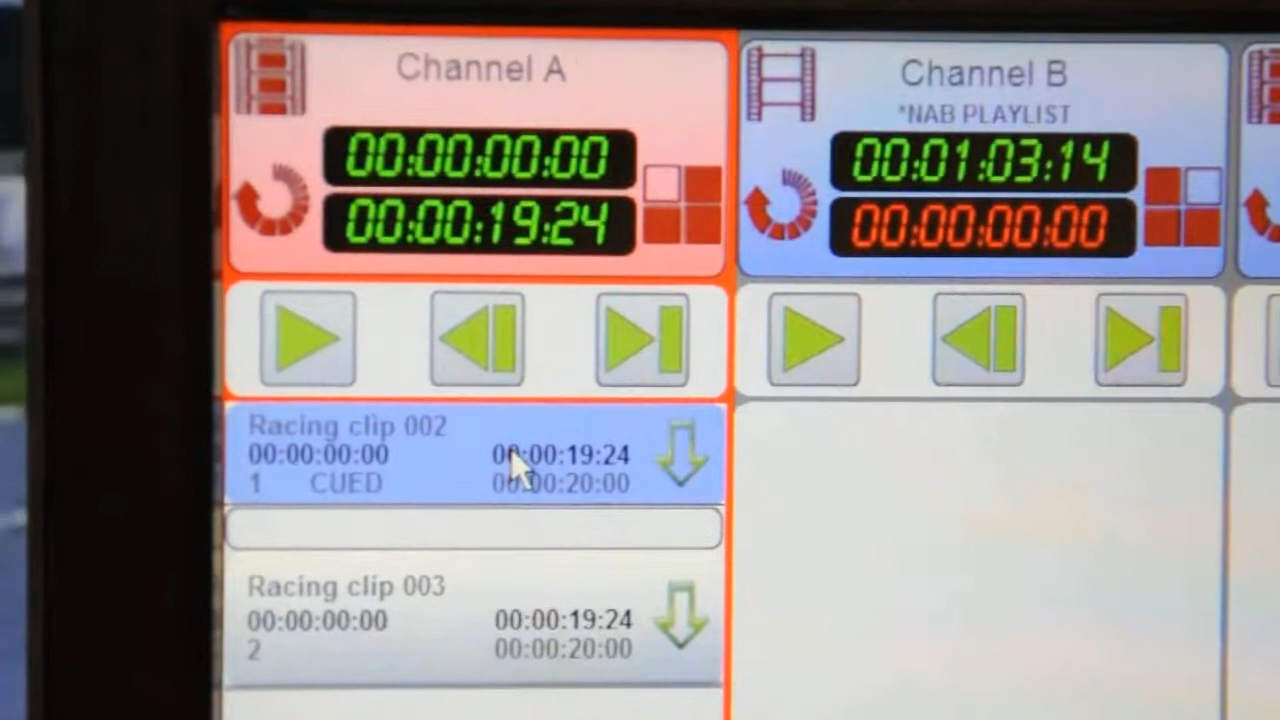 Channel A
00:00:00:00
00:00:19:24
Channel B
*NAB PLAYLIST
00:01:03:14
00:00:00:00
Racing clip 002
00:00:00:00 00:00:19:24
1 CUED 00:00:20:00
Racing clip 003
00:00:00:00 00:00:19:24
2 00:00:20:00